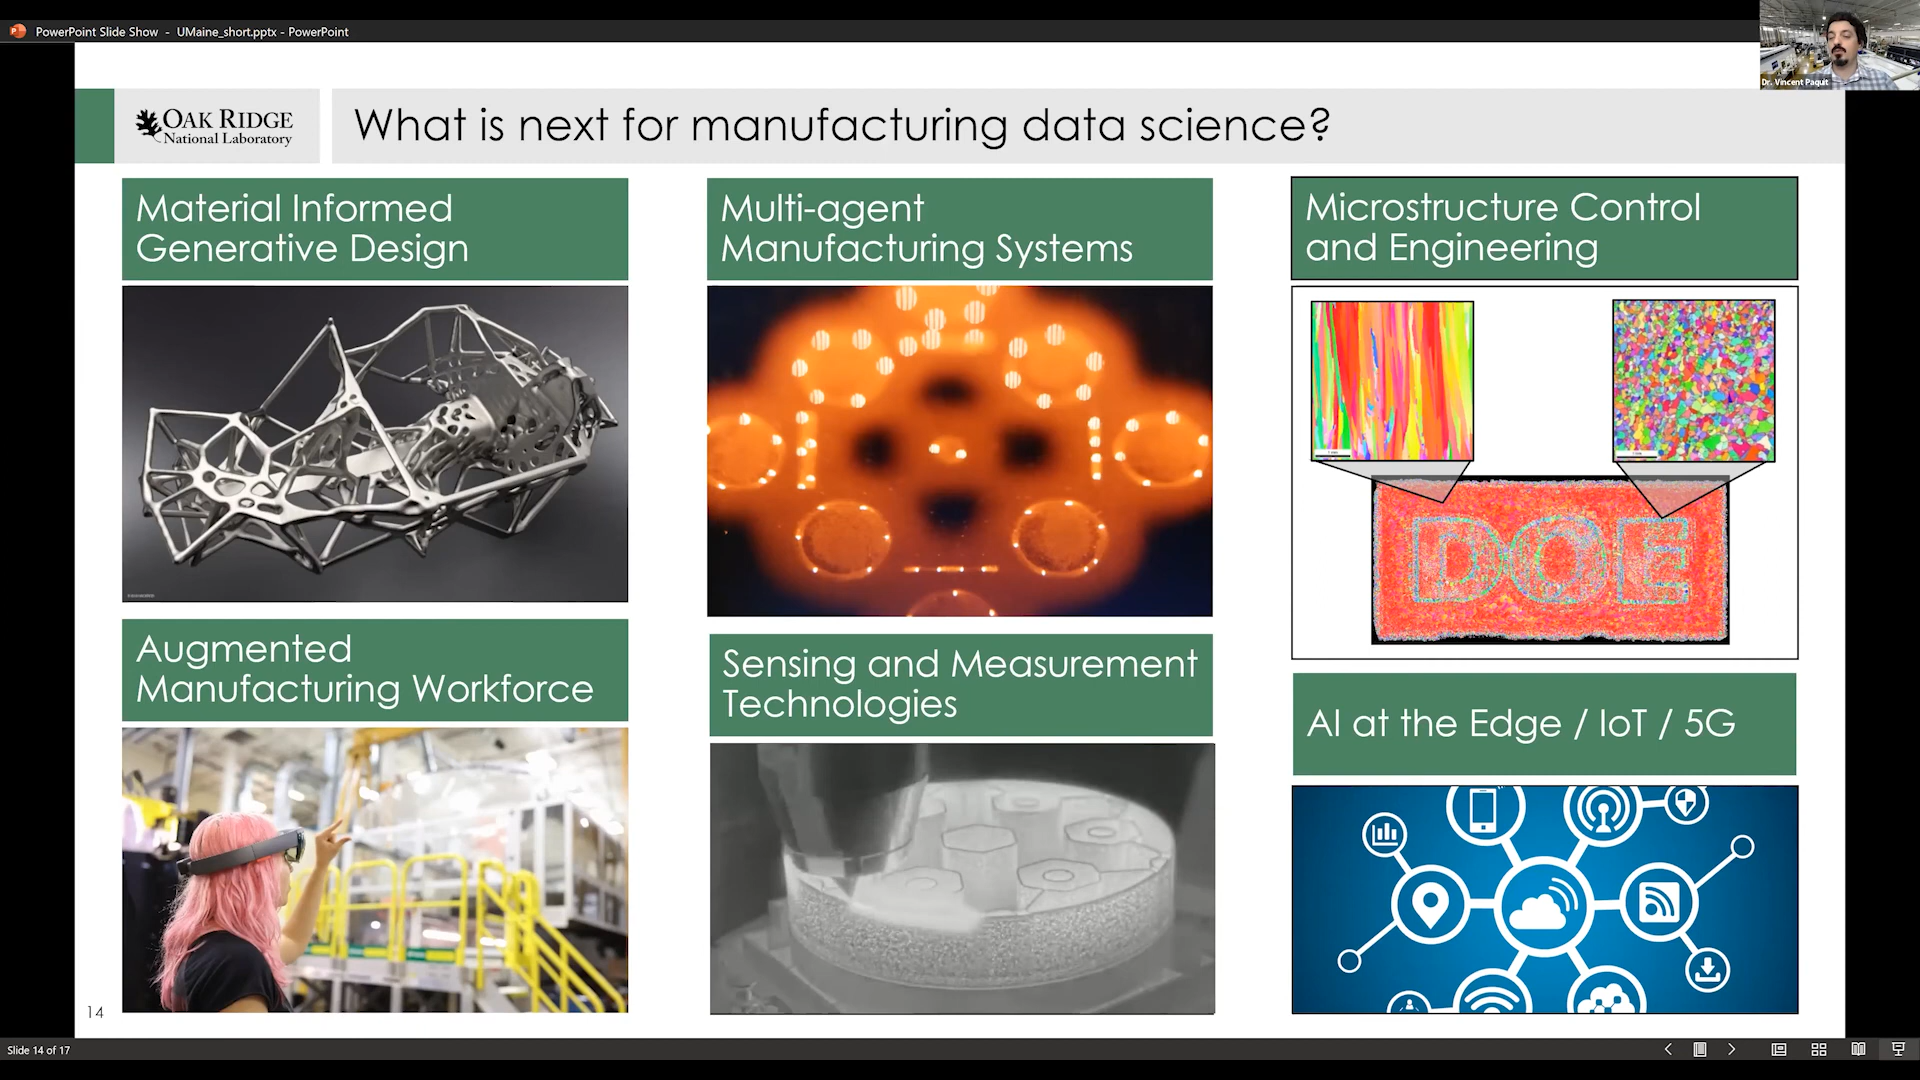 PowerPoint Slide Show - UMaine_short.pptx - PowerPoint
Dr. Vincent Paquit
OAK RIDGE
National Laboratory
What is next for manufacturing data science?
Material Informed
Generative Design
Multi-agent
Manufacturing Systems
Microstructure Control
and Engineering
DOE
Augmented
Manufacturing Workforce
Sensing and Measurement
Technologies
AI at the Edge / IoT / 5G
14
Slide 14 of 17